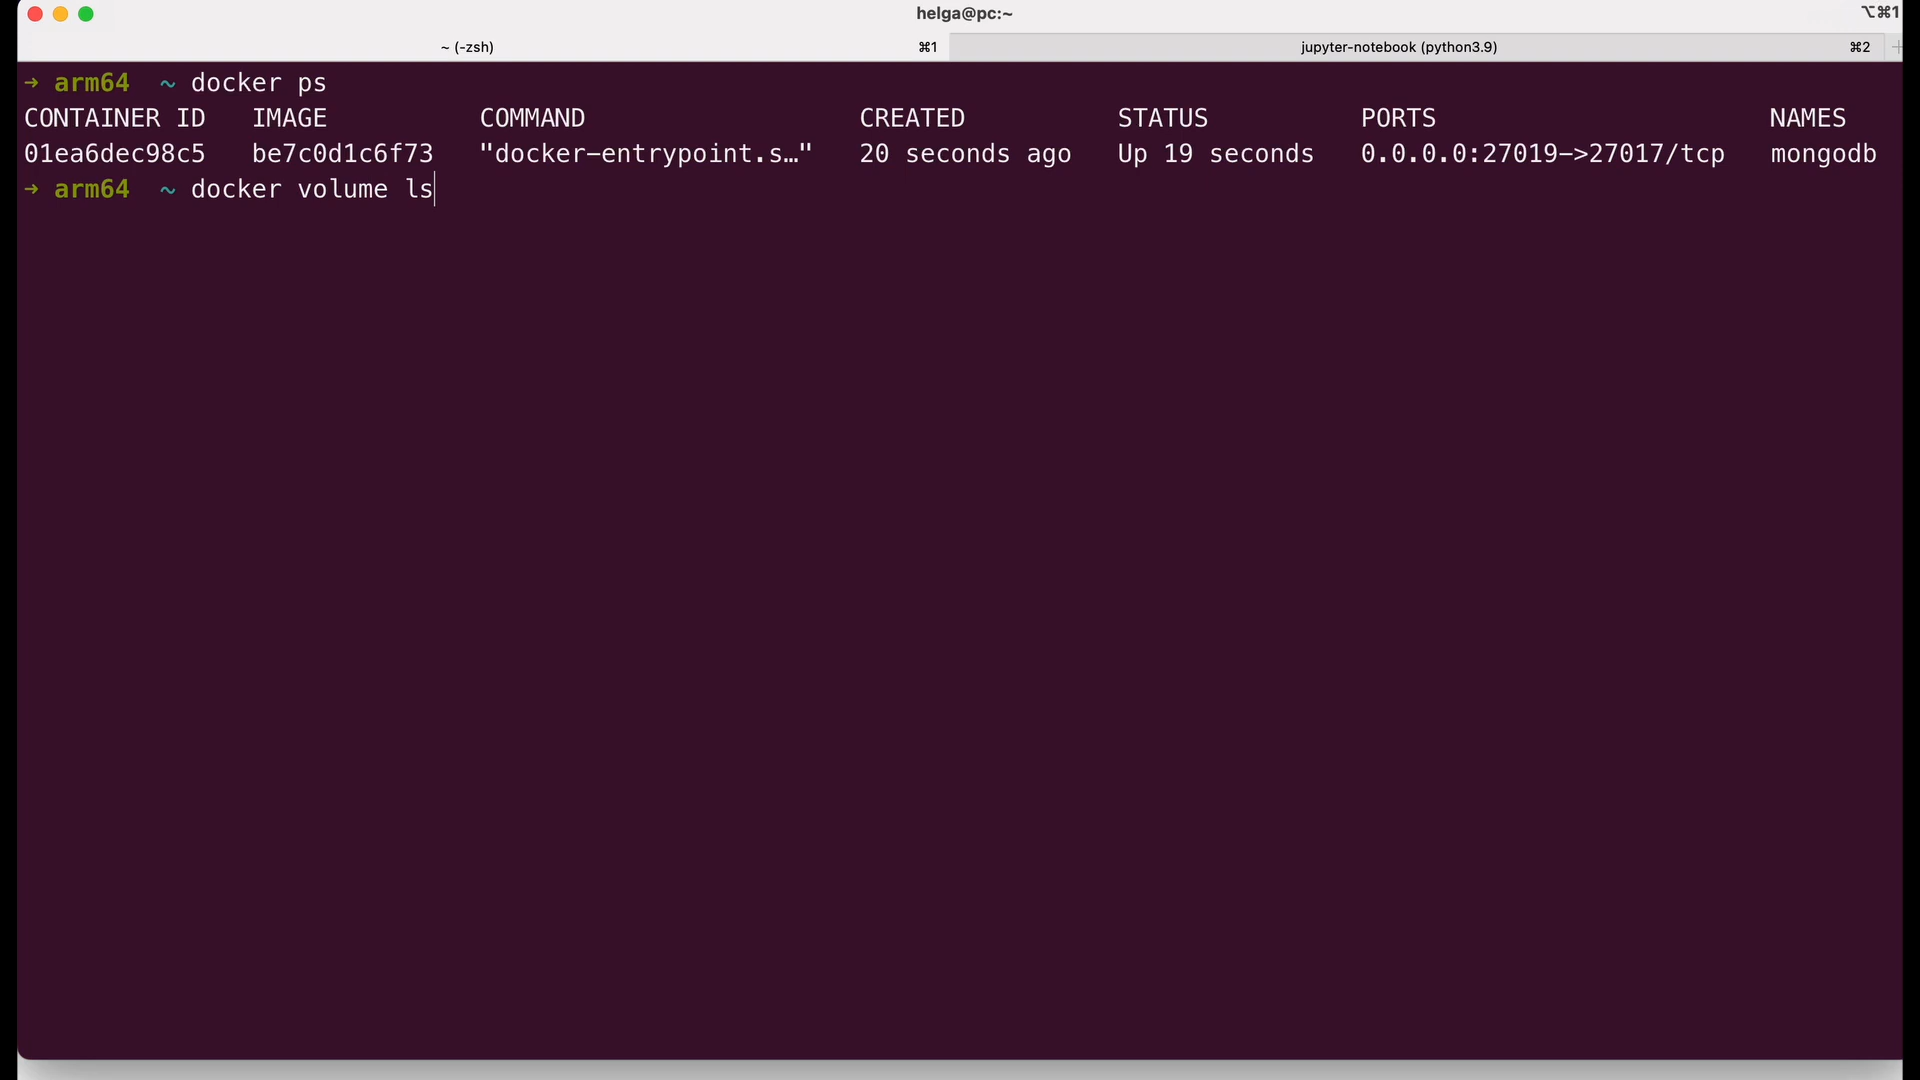 helga@pc:~ ⌥⌘1
~ (-zsh) ⌘1 jupyter-notebook (python3.9) ⌘2 +
→ arm64 ~ docker ps
CONTAINER ID IMAGE COMMAND CREATED STATUS PORTS NAMES
01ea6dec98c5 be7c0d1c6f73 "docker-entrypoint.s…" 20 seconds ago Up 19 seconds 0.0.0.0:27019->27017/tcp mongodb
→ arm64 ~ docker volume ls